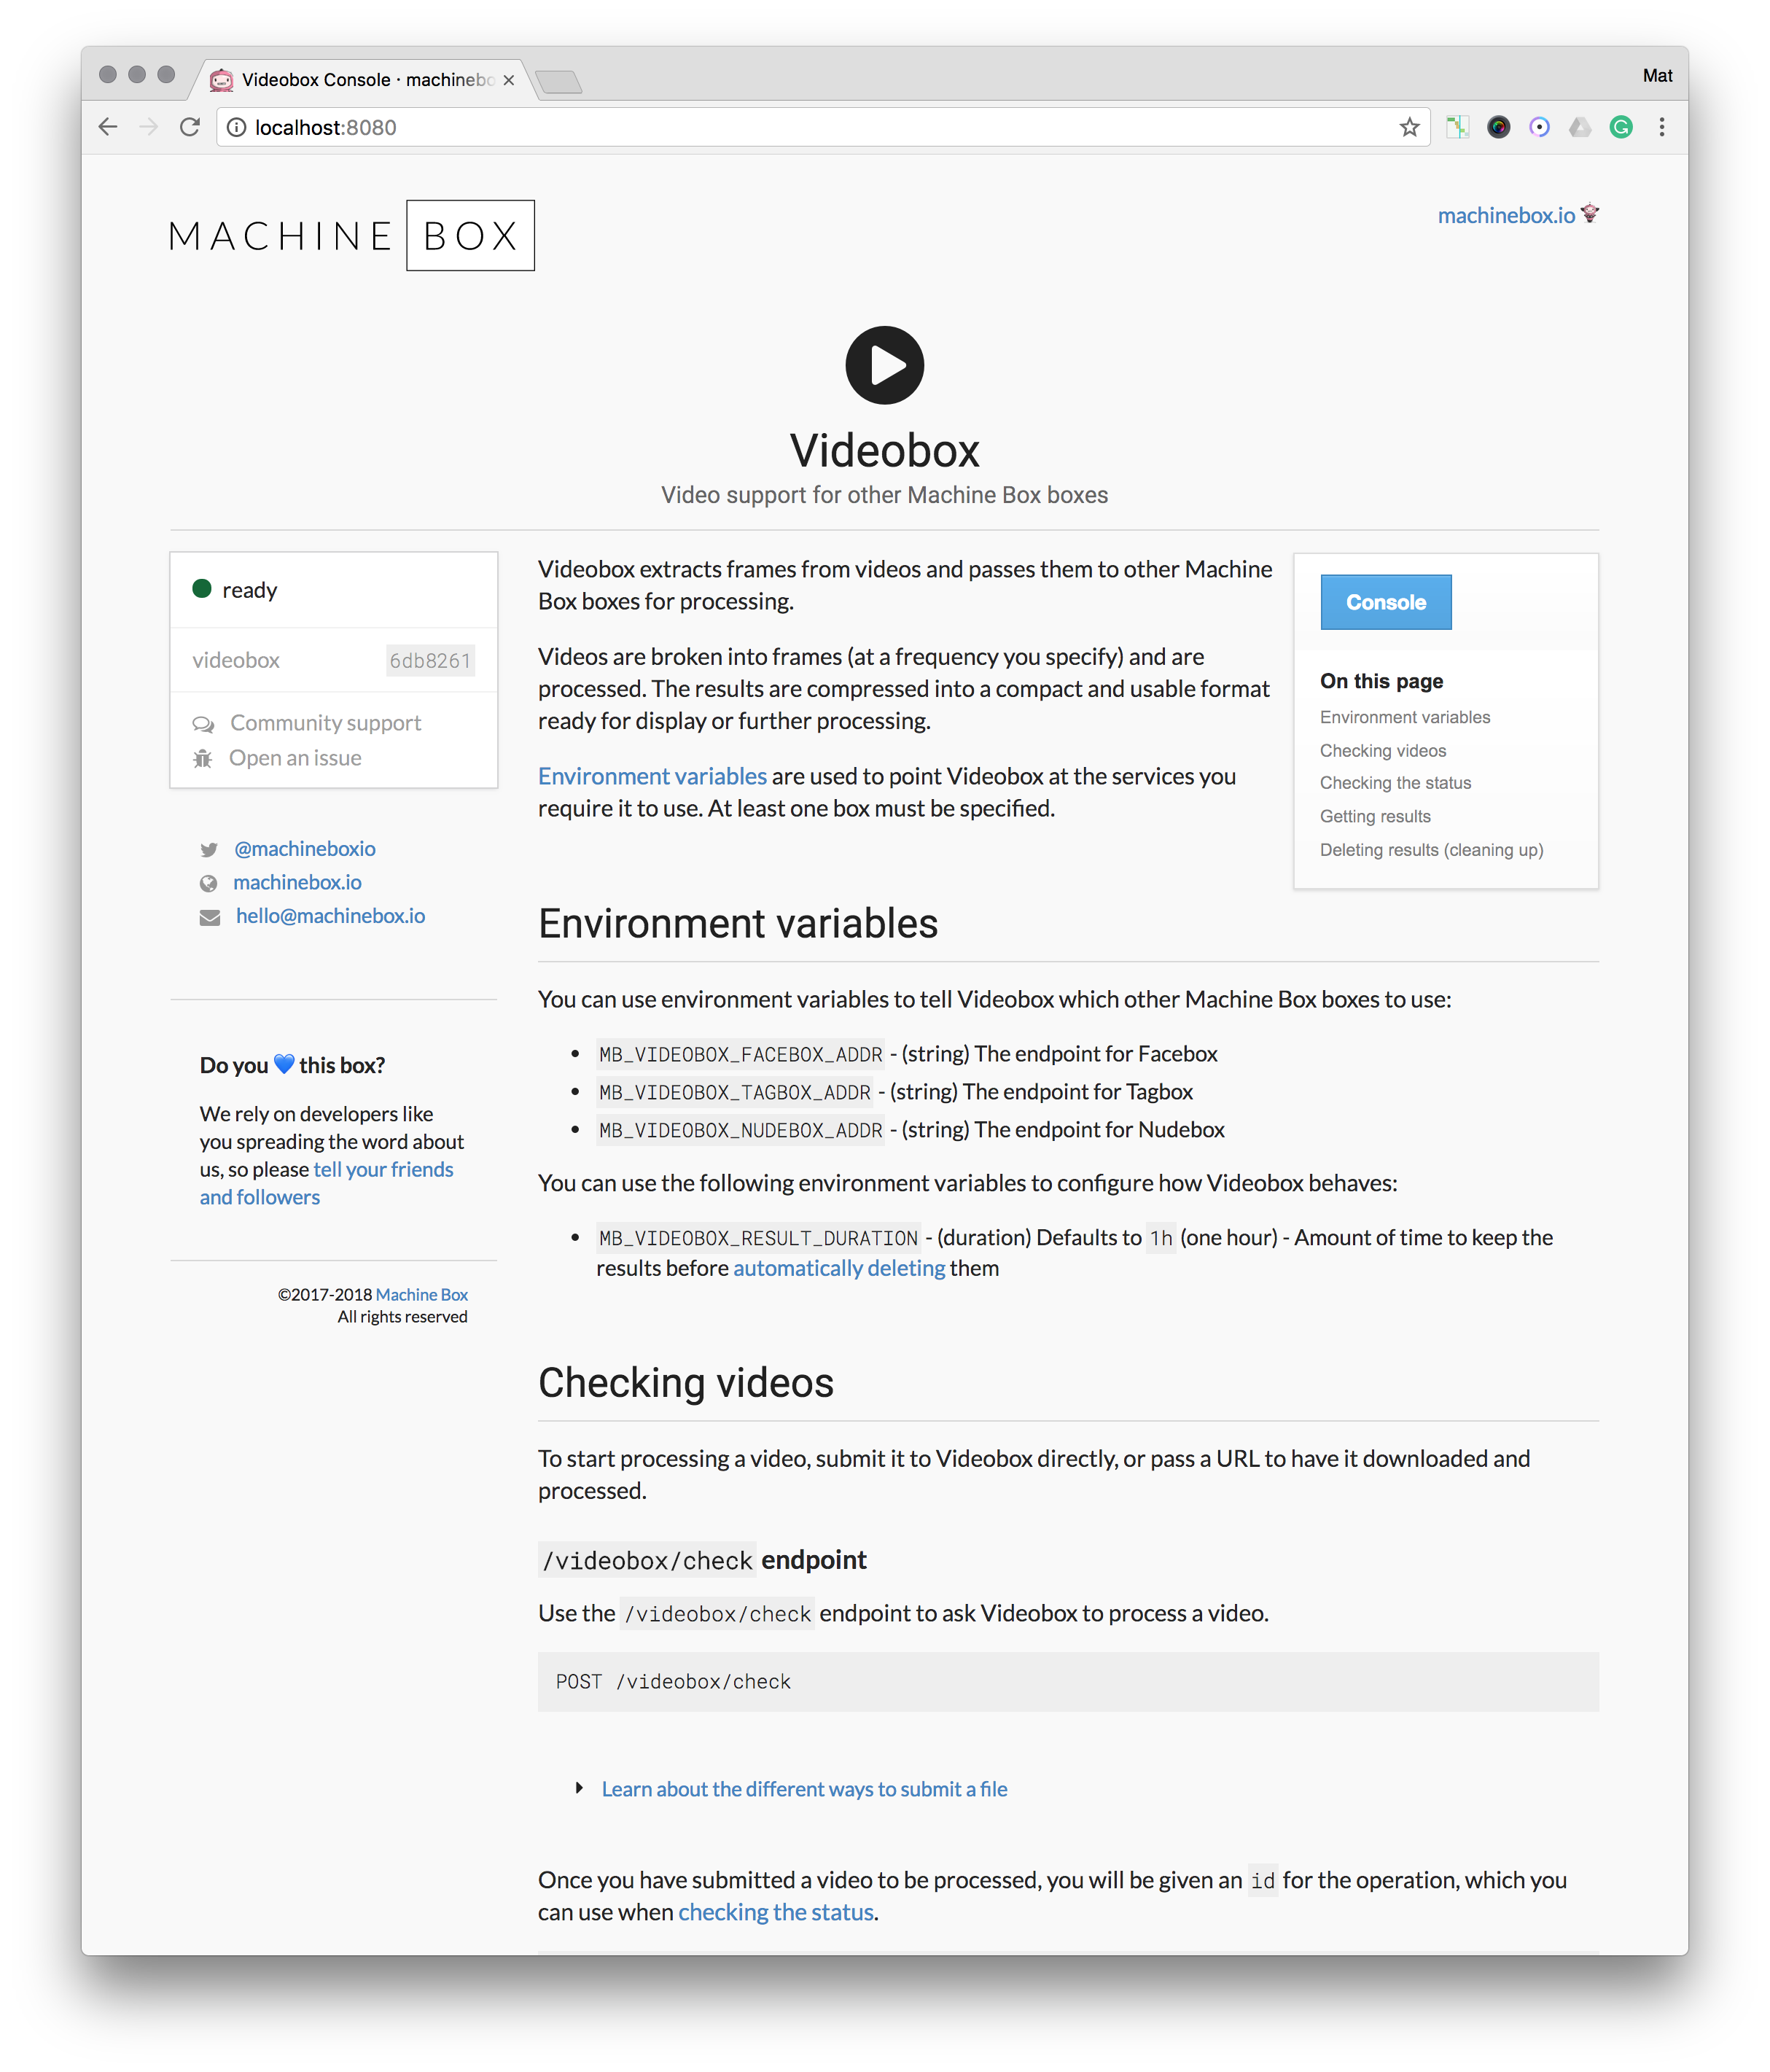 Videobox Console · machinebo
Mat
localhost:8080
MACHINE BOX
machinebox.io
Videobox
Video support for other Machine Box boxes
ready
videobox 6db8261
Community support
Open an issue
@machineboxio
machinebox.io
hello@machinebox.io
Do you 💙 this box?
We rely on developers like
you spreading the word about
us, so please tell your friends
and followers
©2017-2018 Machine Box
All rights reserved
Videobox extracts frames from videos and passes them to other Machine
Box boxes for processing.
Videos are broken into frames (at a frequency you specify) and are
processed. The results are compressed into a compact and usable format
ready for display or further processing.
Environment variables are used to point Videobox at the services you
require it to use. At least one box must be specified.
Console
On this page
Environment variables
Checking videos
Checking the status
Getting results
Deleting results (cleaning up)
Environment variables
You can use environment variables to tell Videobox which other Machine Box boxes to use:
• MB_VIDEOBOX_FACEBOX_ADDR - (string) The endpoint for Facebox
• MB_VIDEOBOX_TAGBOX_ADDR - (string) The endpoint for Tagbox
• MB_VIDEOBOX_NUDEBOX_ADDR - (string) The endpoint for Nudebox
You can use the following environment variables to configure how Videobox behaves:
• MB_VIDEOBOX_RESULT_DURATION - (duration) Defaults to 1h (one hour) - Amount of time to keep the
results before automatically deleting them
Checking videos
To start processing a video, submit it to Videobox directly, or pass a URL to have it downloaded and
processed.
/videobox/check endpoint
Use the /videobox/check endpoint to ask Videobox to process a video.
POST /videobox/check
Learn about the different ways to submit a file
Once you have submitted a video to be processed, you will be given an id for the operation, which you
can use when checking the status.